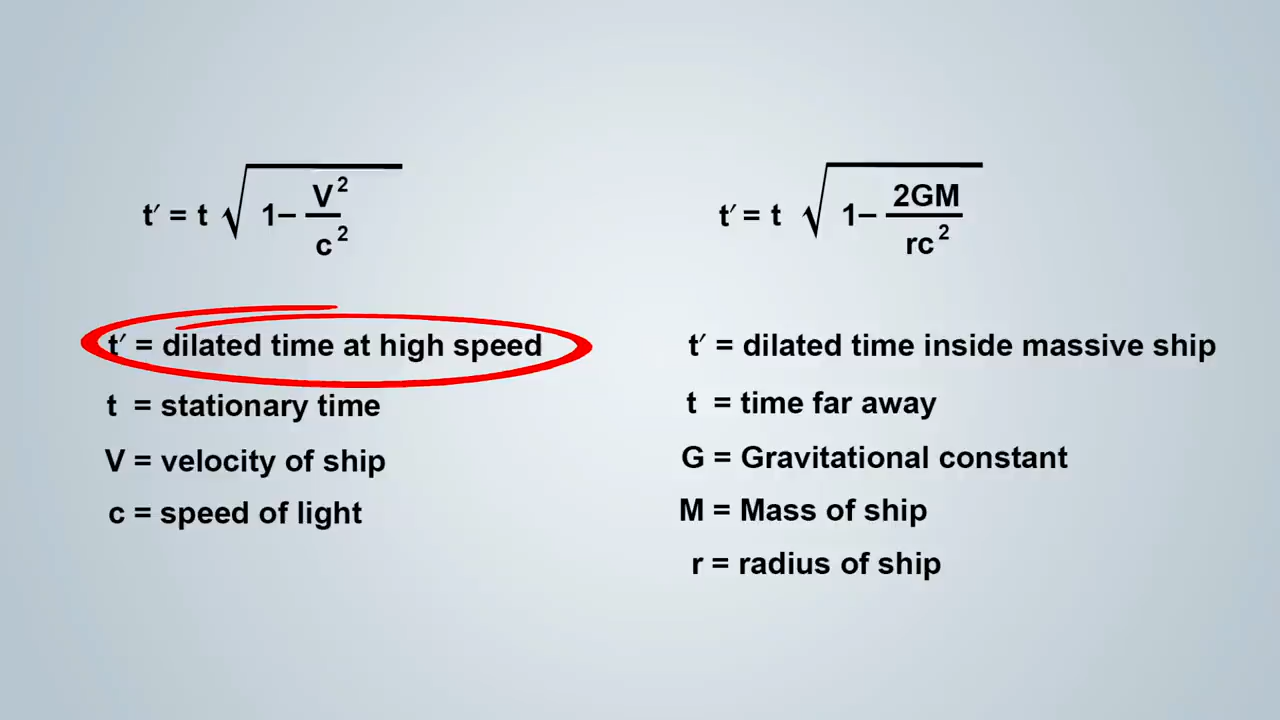 t′ = t √1– V²/c²
t′ = dilated time at high speed
t = stationary time
V = velocity of ship
c = speed of light
t′ = t √1– 2GM/rc²
t′ = dilated time inside massive ship
t = time far away
G = Gravitational constant
M = Mass of ship
r = radius of ship